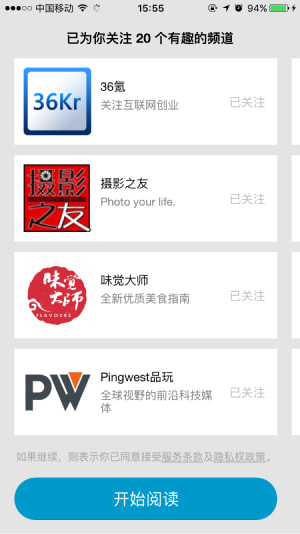 中国移动 15:55 94%
已为你关注 20 个有趣的频道
36Kr
36氪
关注互联网创业
已关注
摄影之友
摄影之友
Photo your life.
已关注
味觉大师
FLAVOURS
味觉大师
全新优质美食指南
已关注
PW
Pingwest品玩
全球视野的前沿科技媒
体
已关注
如果继续，则表示你已同意接受服务条款及隐私权政策。
开始阅读